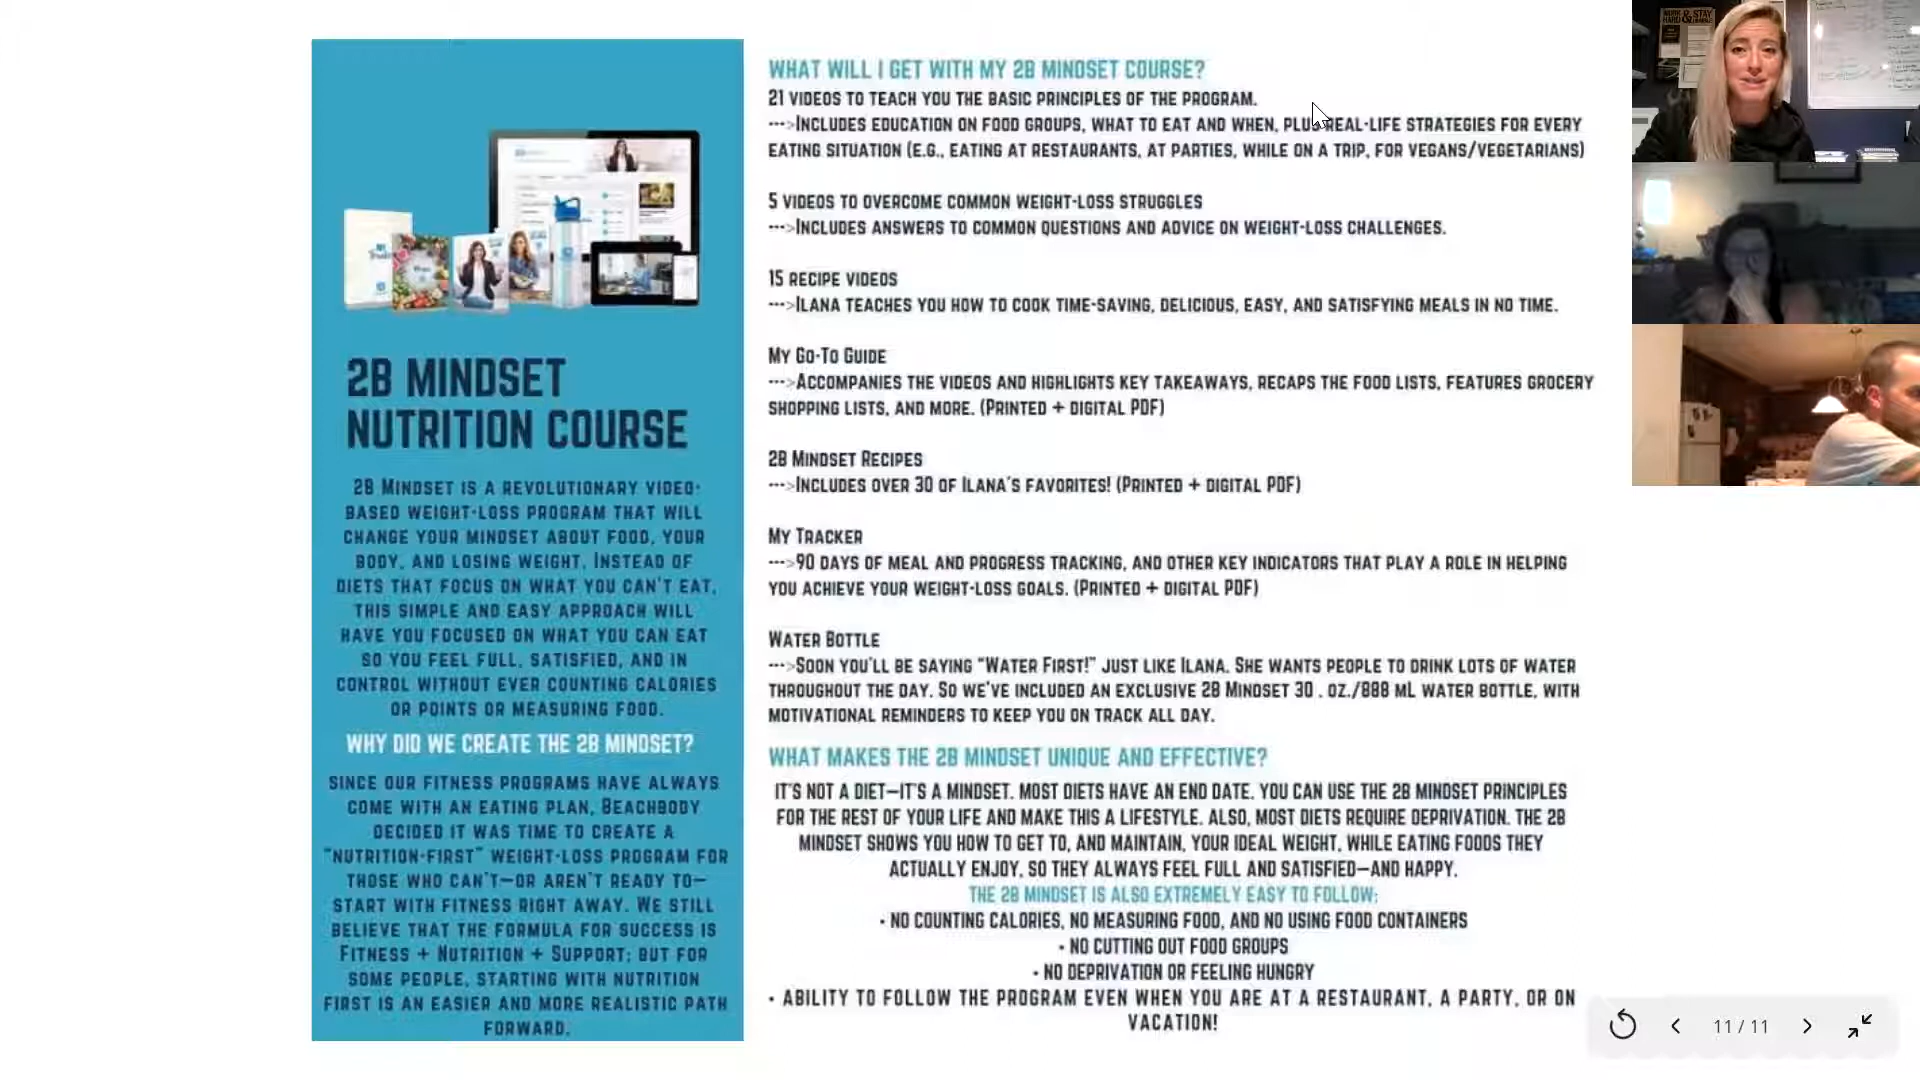 2B MINDSET
NUTRITION COURSE
2B MINDSET IS A REVOLUTIONARY VIDEO-
BASED WEIGHT-LOSS PROGRAM THAT WILL
CHANGE YOUR MINDSET ABOUT FOOD, YOUR
BODY, AND LOSING WEIGHT. INSTEAD OF
DIETS THAT FOCUS ON WHAT YOU CAN'T EAT,
THIS SIMPLE AND EASY APPROACH WILL
HAVE YOU FOCUSED ON WHAT YOU CAN EAT
SO YOU FEEL FULL, SATISFIED, AND IN
CONTROL WITHOUT EVER COUNTING CALORIES
OR POINTS OR MEASURING FOOD.
WHY DID WE CREATE THE 2B MINDSET?
SINCE OUR FITNESS PROGRAMS HAVE ALWAYS
COME WITH AN EATING PLAN, BEACHBODY
DECIDED IT WAS TIME TO CREATE A
"NUTRITION-FIRST" WEIGHT-LOSS PROGRAM FOR
THOSE WHO CAN'T—OR AREN'T READY TO—
START WITH FITNESS RIGHT AWAY. WE STILL
BELIEVE THAT THE FORMULA FOR SUCCESS IS
FITNESS + NUTRITION + SUPPORT; BUT FOR
SOME PEOPLE, STARTING WITH NUTRITION
FIRST IS AN EASIER AND MORE REALISTIC PATH
FORWARD.
WHAT WILL I GET WITH MY 2B MINDSET COURSE?
21 VIDEOS TO TEACH YOU THE BASIC PRINCIPLES OF THE PROGRAM.
--->INCLUDES EDUCATION ON FOOD GROUPS, WHAT TO EAT AND WHEN, PLUS REAL-LIFE STRATEGIES FOR EVERY
EATING SITUATION (E.G., EATING AT RESTAURANTS, AT PARTIES, WHILE ON A TRIP, FOR VEGANS/VEGETARIANS)
5 VIDEOS TO OVERCOME COMMON WEIGHT-LOSS STRUGGLES
--->INCLUDES ANSWERS TO COMMON QUESTIONS AND ADVICE ON WEIGHT-LOSS CHALLENGES.
15 RECIPE VIDEOS
--->ILANA TEACHES YOU HOW TO COOK TIME-SAVING, DELICIOUS, EASY, AND SATISFYING MEALS IN NO TIME.
MY GO-TO GUIDE
--->ACCOMPANIES THE VIDEOS AND HIGHLIGHTS KEY TAKEAWAYS, RECAPS THE FOOD LISTS, FEATURES GROCERY
SHOPPING LISTS, AND MORE. (PRINTED + DIGITAL PDF)
2B MINDSET RECIPES
--->INCLUDES OVER 30 OF ILANA'S FAVORITES! (PRINTED + DIGITAL PDF)
MY TRACKER
--->90 DAYS OF MEAL AND PROGRESS TRACKING, AND OTHER KEY INDICATORS THAT PLAY A ROLE IN HELPING
YOU ACHIEVE YOUR WEIGHT-LOSS GOALS. (PRINTED + DIGITAL PDF)
WATER BOTTLE
--->SOON YOU'LL BE SAYING "WATER FIRST!" JUST LIKE ILANA. SHE WANTS PEOPLE TO DRINK LOTS OF WATER
THROUGHOUT THE DAY. SO WE'VE INCLUDED AN EXCLUSIVE 2B MINDSET 30 . OZ./888 ML WATER BOTTLE, WITH
MOTIVATIONAL REMINDERS TO KEEP YOU ON TRACK ALL DAY.
WHAT MAKES THE 2B MINDSET UNIQUE AND EFFECTIVE?
IT'S NOT A DIET—IT'S A MINDSET. MOST DIETS HAVE AN END DATE. YOU CAN USE THE 2B MINDSET PRINCIPLES
FOR THE REST OF YOUR LIFE AND MAKE THIS A LIFESTYLE. ALSO, MOST DIETS REQUIRE DEPRIVATION. THE 2B
MINDSET SHOWS YOU HOW TO GET TO, AND MAINTAIN, YOUR IDEAL WEIGHT, WHILE EATING FOODS THEY
ACTUALLY ENJOY, SO THEY ALWAYS FEEL FULL AND SATISFIED—AND HAPPY.
THE 2B MINDSET IS ALSO EXTREMELY EASY TO FOLLOW:
• NO COUNTING CALORIES, NO MEASURING FOOD, AND NO USING FOOD CONTAINERS
• NO CUTTING OUT FOOD GROUPS
• NO DEPRIVATION OR FEELING HUNGRY
• ABILITY TO FOLLOW THE PROGRAM EVEN WHEN YOU ARE AT A RESTAURANT, A PARTY, OR ON
VACATION!
WORK & STAY
HARD HUMBLE
11 / 11